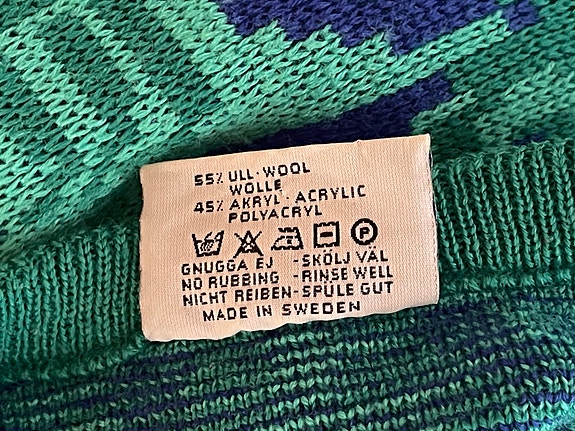 55% ULL·WOOL
WOLLE
45% AKRYL·ACRYLIC
POLYACRYL
P
GNUGGA EJ -SKÖLJ VÄL
NO RUBBING -RINSE WELL
NICHT REIBEN-SPÜLE GUT
MADE IN SWEDEN